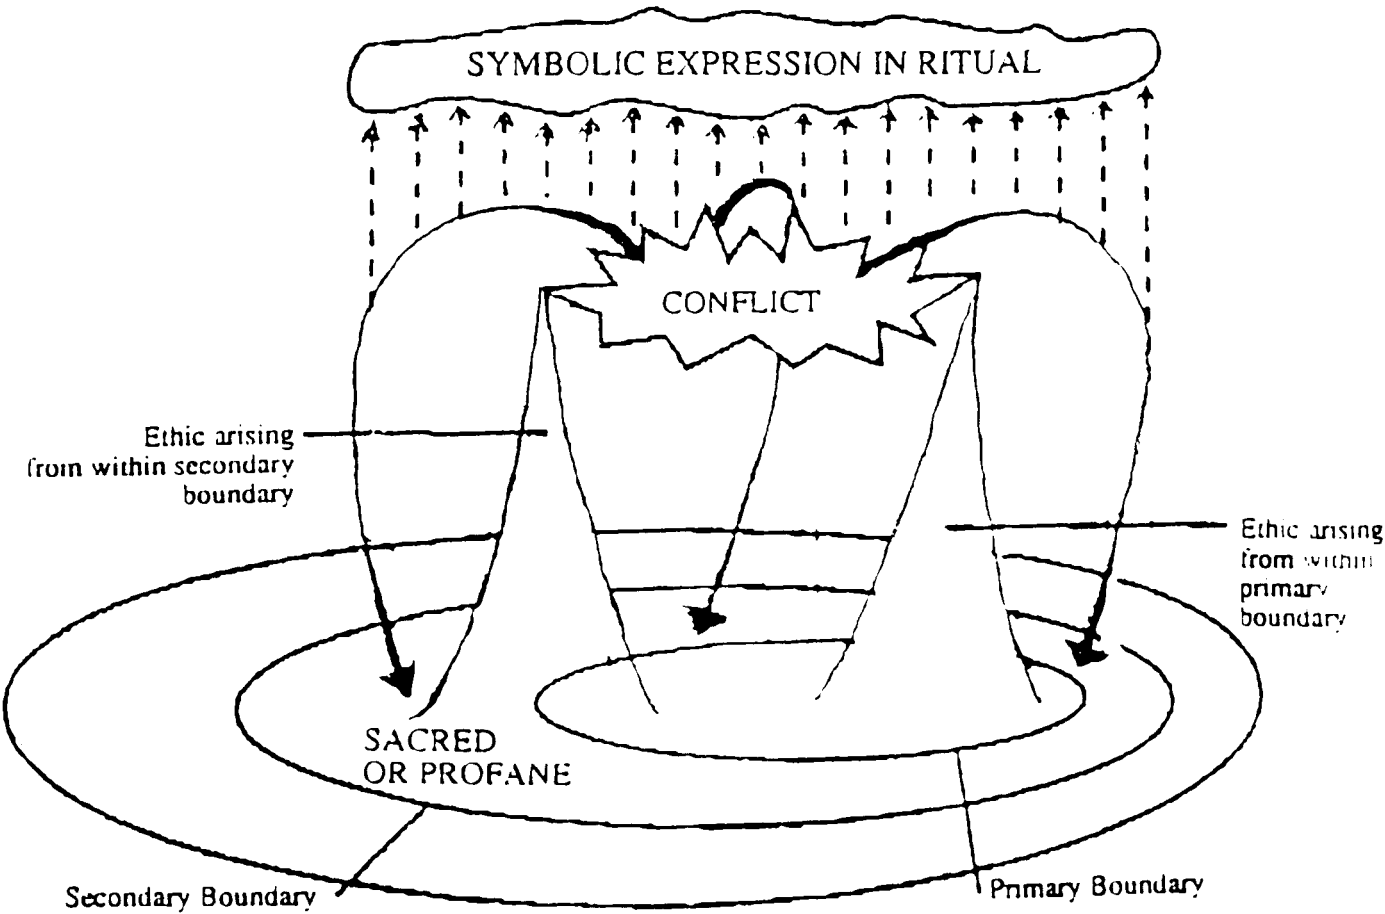 SYMBOLIC EXPRESSION IN RITUAL
CONFLICT
Ethic arising
from within secondary
boundary
Ethic arising
from within
primary
boundary
SACRED
OR PROFANE
Secondary Boundary
Primary Boundary